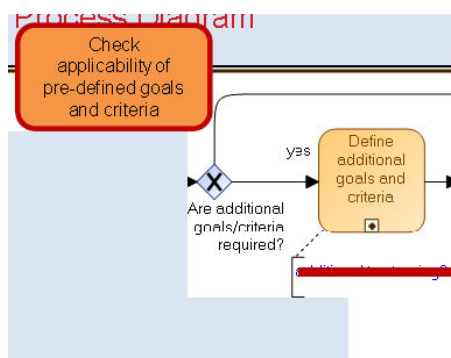 Process Diagram
Check
applicability of
pre-defined goals
and criteria
yes
Define
additional
goals and
criteria
Are additional
goals/criteria
required?